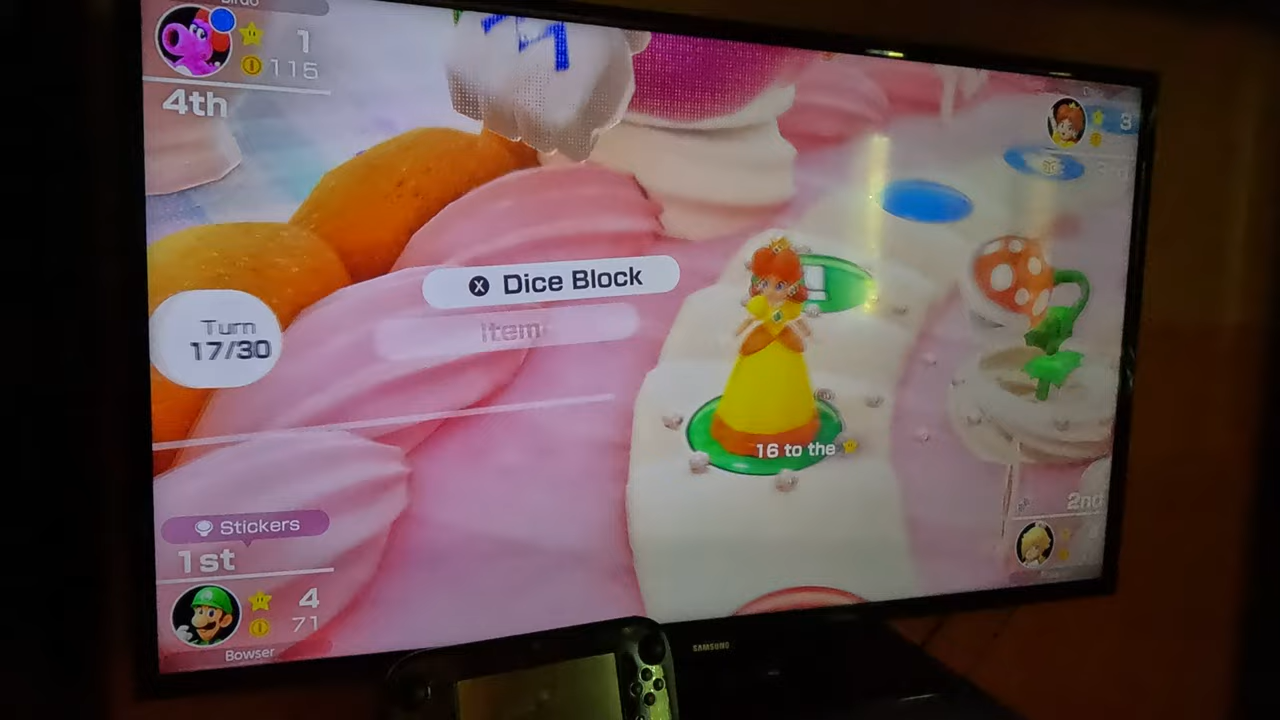 Birdo
1
115
4th
3
X Dice Block
Item
Turn
17/30
16 to the
Stickers
1st
4
71
Bowser
2nd
SAMSUNG